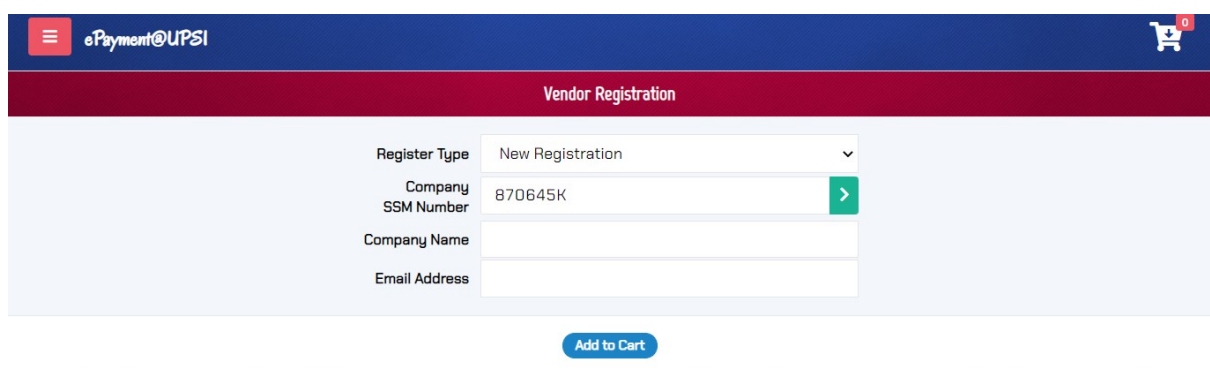 ePayment@UPSI
0
Vendor Registration
Register Type New Registration
Company
SSM Number 870645K
Company Name
Email Address
Add to Cart